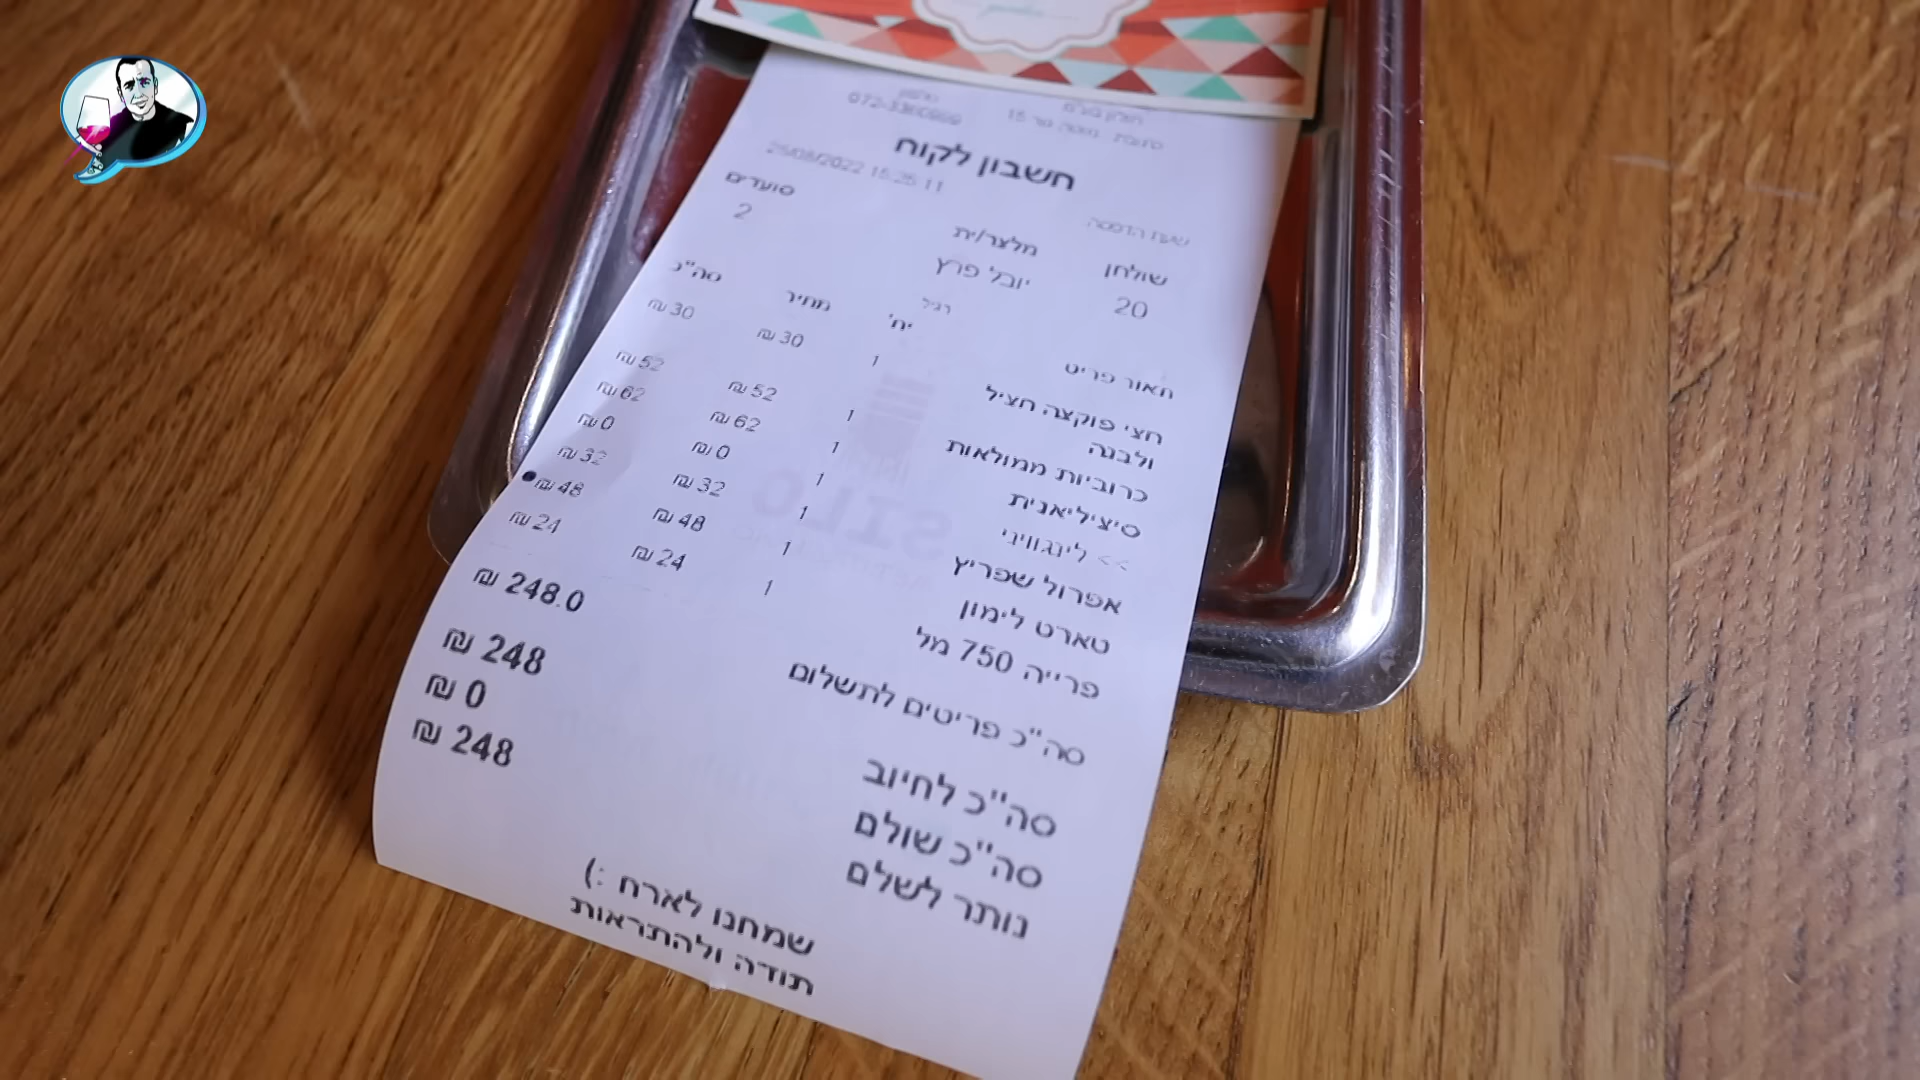 חשבון לקוח
25/08/2022 15:25:11
שולחן מלצר/ית סועדים
20 יובל פרץ 2
רגיל
תאור פריט יח' מחיר סה"כ
חצי פוקצה חציל 1 ₪ 30 ₪ 30
ולבנה
כרוביות ממולאות 1 ₪ 52 ₪ 52
סיציליאנית 1 ₪ 62 ₪ 62
>> לינגוויני 1 ₪ 0 ₪ 0
אפרול שפריץ 1 ₪ 32 ₪ 32
טארט לימון 1 ₪ 48 ₪ 48
פרייה 750 מל 1 ₪ 24 ₪ 24
סה"כ פריטים לתשלום ₪ 248.0
סה"כ לחיוב ₪ 248
סה"כ שולם ₪ 0
נותר לשלם ₪ 248
שמחנו לארח :)
תודה ולהתראות